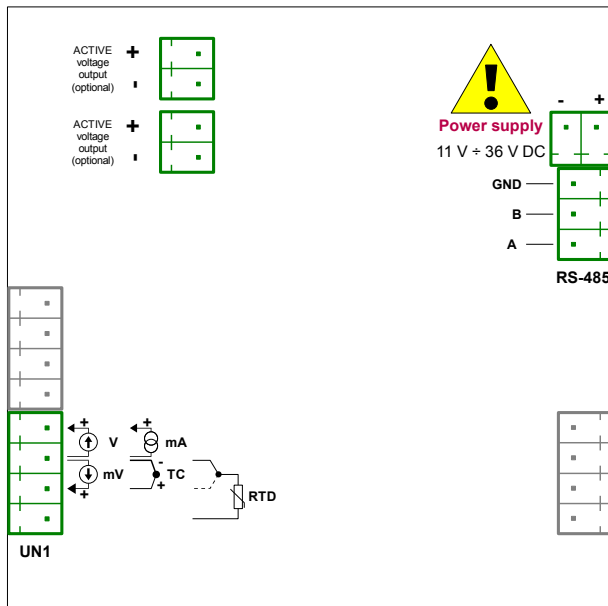 ACTIVE
voltage
output
(optional)
+
-
ACTIVE
voltage
output
(optional)
+
-
!
Power supply
11 V ÷ 36 V DC
- +
GND
B
A
RS-485
+ V
mV +
+ mA
- TC
+
RTD
UN1